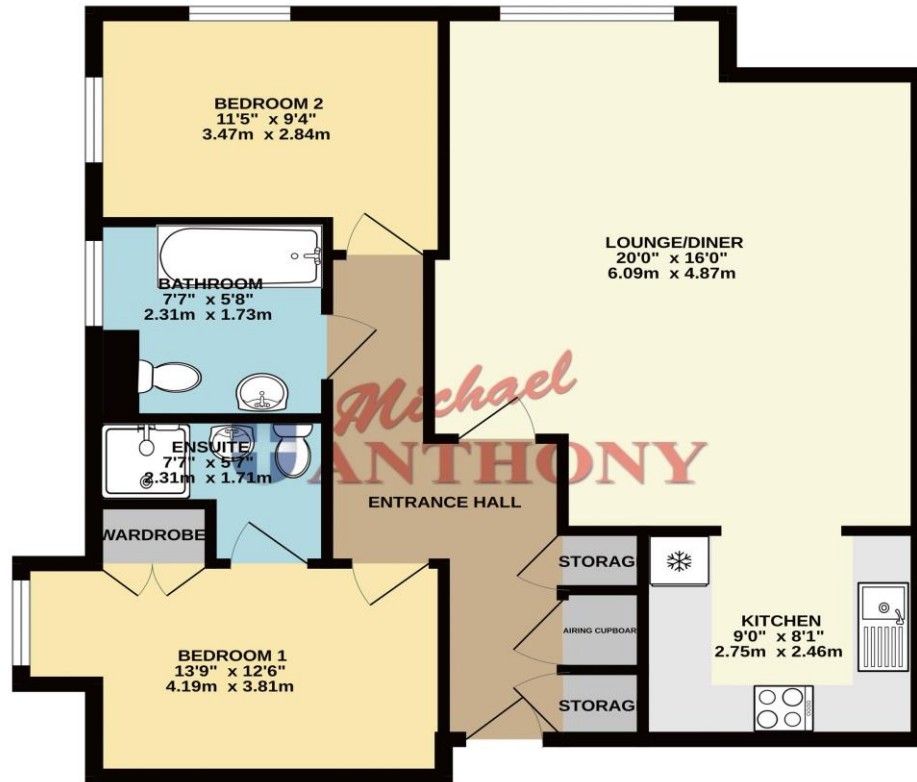 BEDROOM 2
11'5" x 9'4"
3.47m x 2.84m
LOUNGE/DINER
20'0" x 16'0"
6.09m x 4.87m
BATHROOM
7'7" x 5'8"
2.31m x 1.73m
Michael
ANTHONY
ENSUITE
7'7" x 5'7"
2.31m x 1.71m
ENTRANCE HALL
WARDROBE
STORAG
AIRING CUPBOAR
STORAG
KITCHEN
9'0" x 8'1"
2.75m x 2.46m
BEDROOM 1
13'9" x 12'6"
4.19m x 3.81m